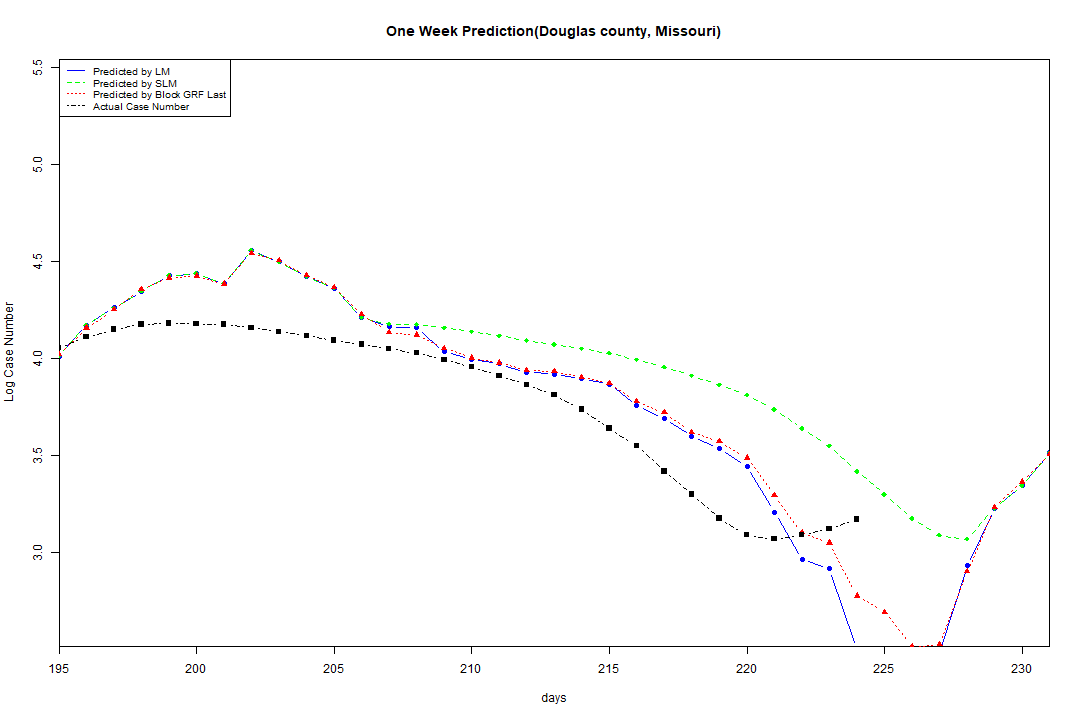 One Week Prediction(Douglas county, Missouri)
Predicted by LM
Predicted by SLM
Predicted by Block GRF Last
Actual Case Number
5.5
5.0
4.5
4.0
3.5
3.0
Log Case Number
195 200 205 210 215 220 225 230
days